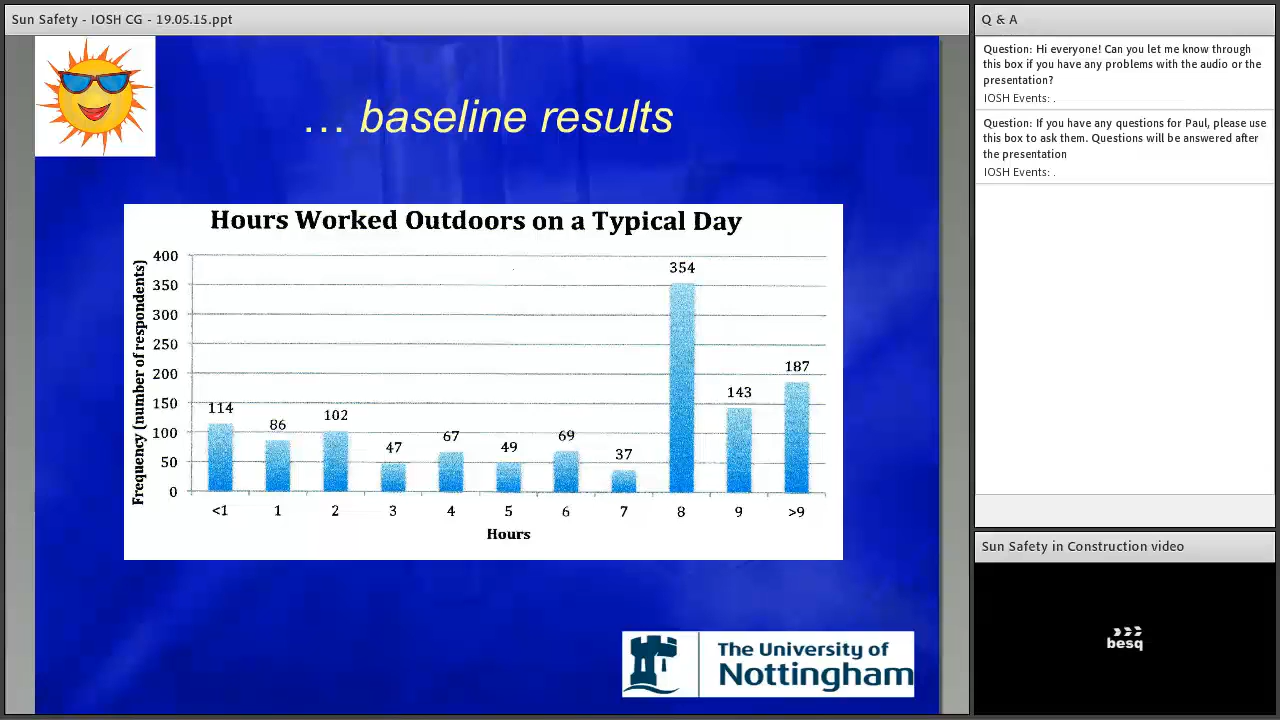 Sun Safety - IOSH CG - 19.05.15.ppt
... baseline results
Hours Worked Outdoors on a Typical Day
Frequency (number of respondents)
400
350
300
250
200
150
100
50
0
114
86
102
47
67
49
69
37
354
143
187
<1 1 2 3 4 5 6 7 8 9 >9
Hours
The University of
Nottingham
Q & A
Question: Hi everyone! Can you let me know through
this box if you have any problems with the audio or the
presentation?
IOSH Events: .
Question: If you have any questions for Paul, please use
this box to ask them. Questions will be answered after
the presentation
IOSH Events: .
Sun Safety in Construction video
besq